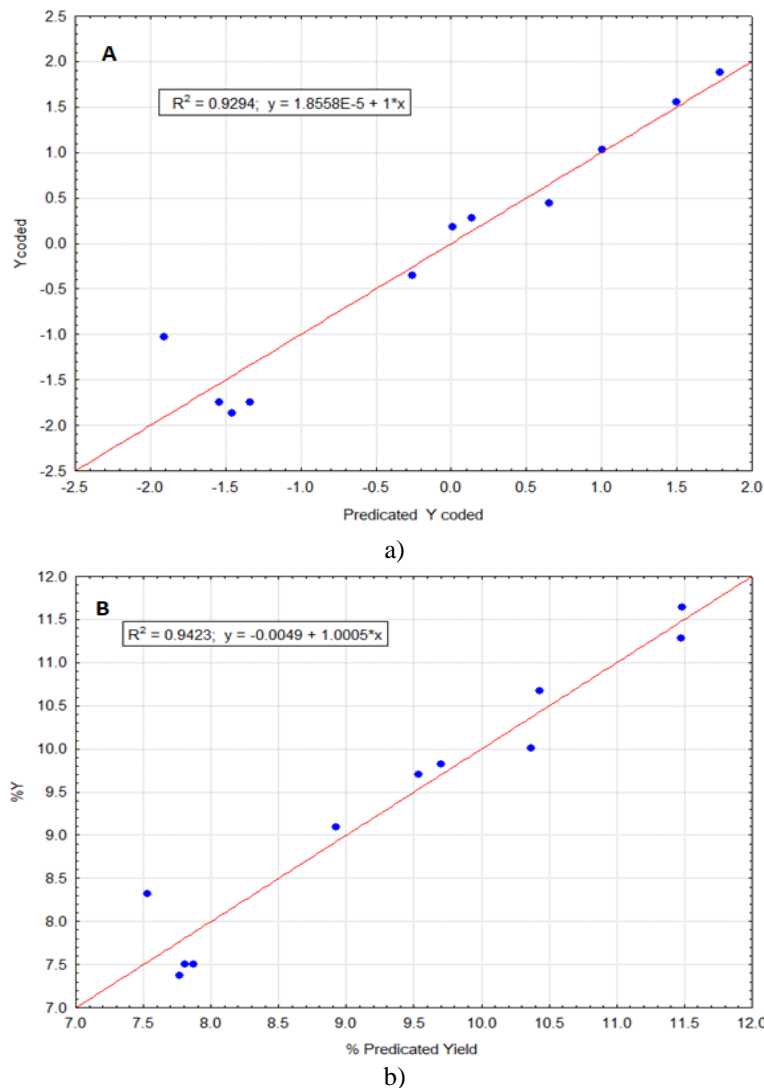 A
R² = 0.9294; y = 1.8558E-5 + 1*x
2.5
2.0
1.5
1.0
0.5
0.0
-0.5
-1.0
-1.5
-2.0
-2.5
Y coded
-2.5 -2.0 -1.5 -1.0 -0.5 0.0 0.5 1.0 1.5 2.0
Predicated Y coded
a)
B
R² = 0.9423; y = -0.0049 + 1.0005*x
12.0
11.5
11.0
10.5
10.0
9.5
9.0
8.5
8.0
7.5
7.0
%Y
7.0 7.5 8.0 8.5 9.0 9.5 10.0 10.5 11.0 11.5 12.0
% Predicated Yield
b)